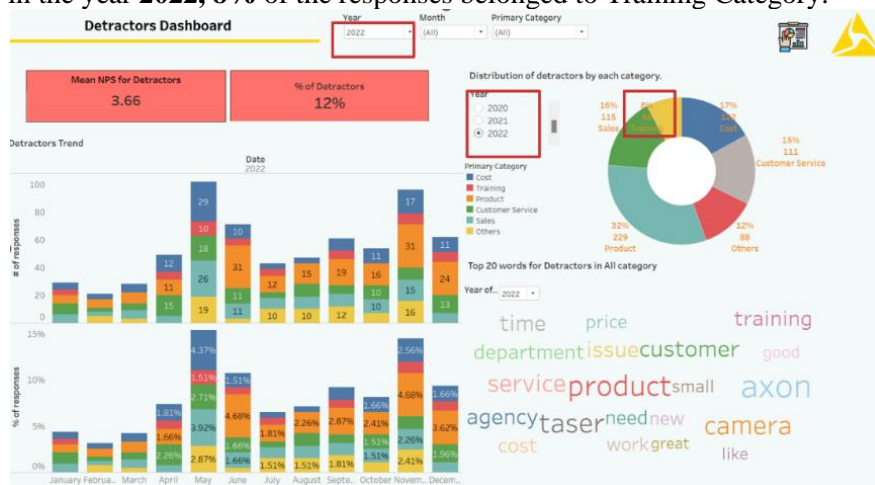 in the year 2022, 8% of the responses belonged to Training Category.
Detractors Dashboard
Year
2022
Month
(All)
Primary Category
(All)
Mean NPS for Detractors
3.66
% of Detractors
12%
Distribution of detractors by each category.
Year
2020
2021
2022
Primary Category
Cost
Training
Product
Customer Service
Sales
Others
16%
115
Sales
8%
Training
17%
122
Cost
15%
111
Customer Service
12%
88
Others
32%
229
Product
Detractors Trend
Date
2022
# of responses
100
80
60
40
20
0
12
11
15
29
10
18
26
19
10
31
11
11
12
10
15
10
19
12
11
16
10
10
17
31
15
16
11
24
13
% of responses
15%
10%
5%
0%
1.81%
1.66%
2.26%
4.37%
1.51%
2.71%
3.92%
2.87%
1.51%
4.68%
1.66%
1.66%
1.81%
1.51%
2.26%
1.51%
2.87%
1.81%
1.66%
2.41%
1.51%
1.51%
2.56%
4.68%
2.26%
2.41%
1.66%
3.62%
1.96%
January Februa.. March April May June July August Septe.. October Novem.. Decem..
Top 20 words for Detractors in All category
Year of.. 2022
time price training
department issue customer good
service product small axon
agency taser need new camera
cost work great like